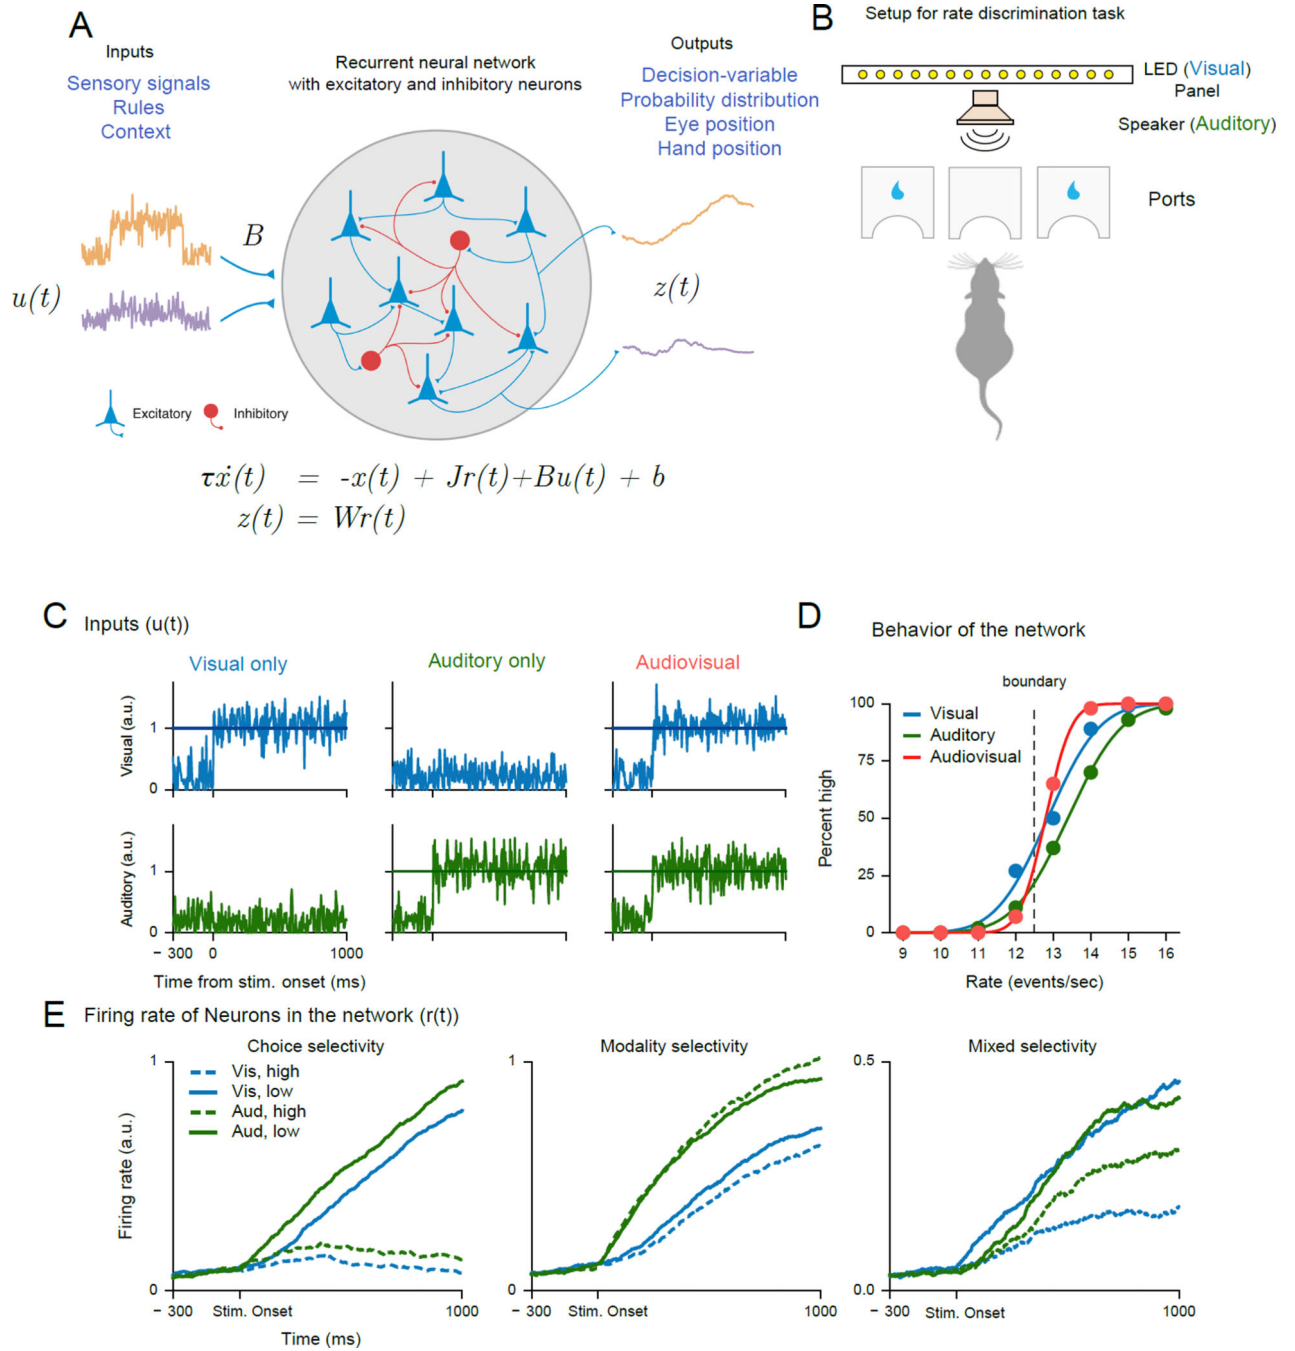 A
Inputs
Sensory signals
Rules
Context
Recurrent neural network
with excitatory and inhibitory neurons
Outputs
Decision-variable
Probability distribution
Eye position
Hand position
B
u(t)
z(t)
Excitatory
Inhibitory
τẋ(t) = -x(t) + Jr(t)+Bu(t) + b
z(t) = Wr(t)
B
Setup for rate discrimination task
LED (Visual)
Panel
Speaker (Auditory)
Ports
C
Inputs (u(t))
Visual only
Auditory only
Audiovisual
Visual (a.u.)
1
0
Auditory (a.u.)
1
0
− 300
0
1000
Time from stim. onset (ms)
D
Behavior of the network
boundary
Visual
Auditory
Audiovisual
Percent high
100
75
50
25
0
9 10 11 12 13 14 15 16
Rate (events/sec)
E
Firing rate of Neurons in the network (r(t))
Choice selectivity
Vis, high
Vis, low
Aud, high
Aud, low
Firing rate (a.u.)
1
0
− 300 Stim. Onset 1000
Time (ms)
Modality selectivity
1
0
− 300 Stim. Onset 1000
Mixed selectivity
0.5
0.0
− 300 Stim. Onset 1000